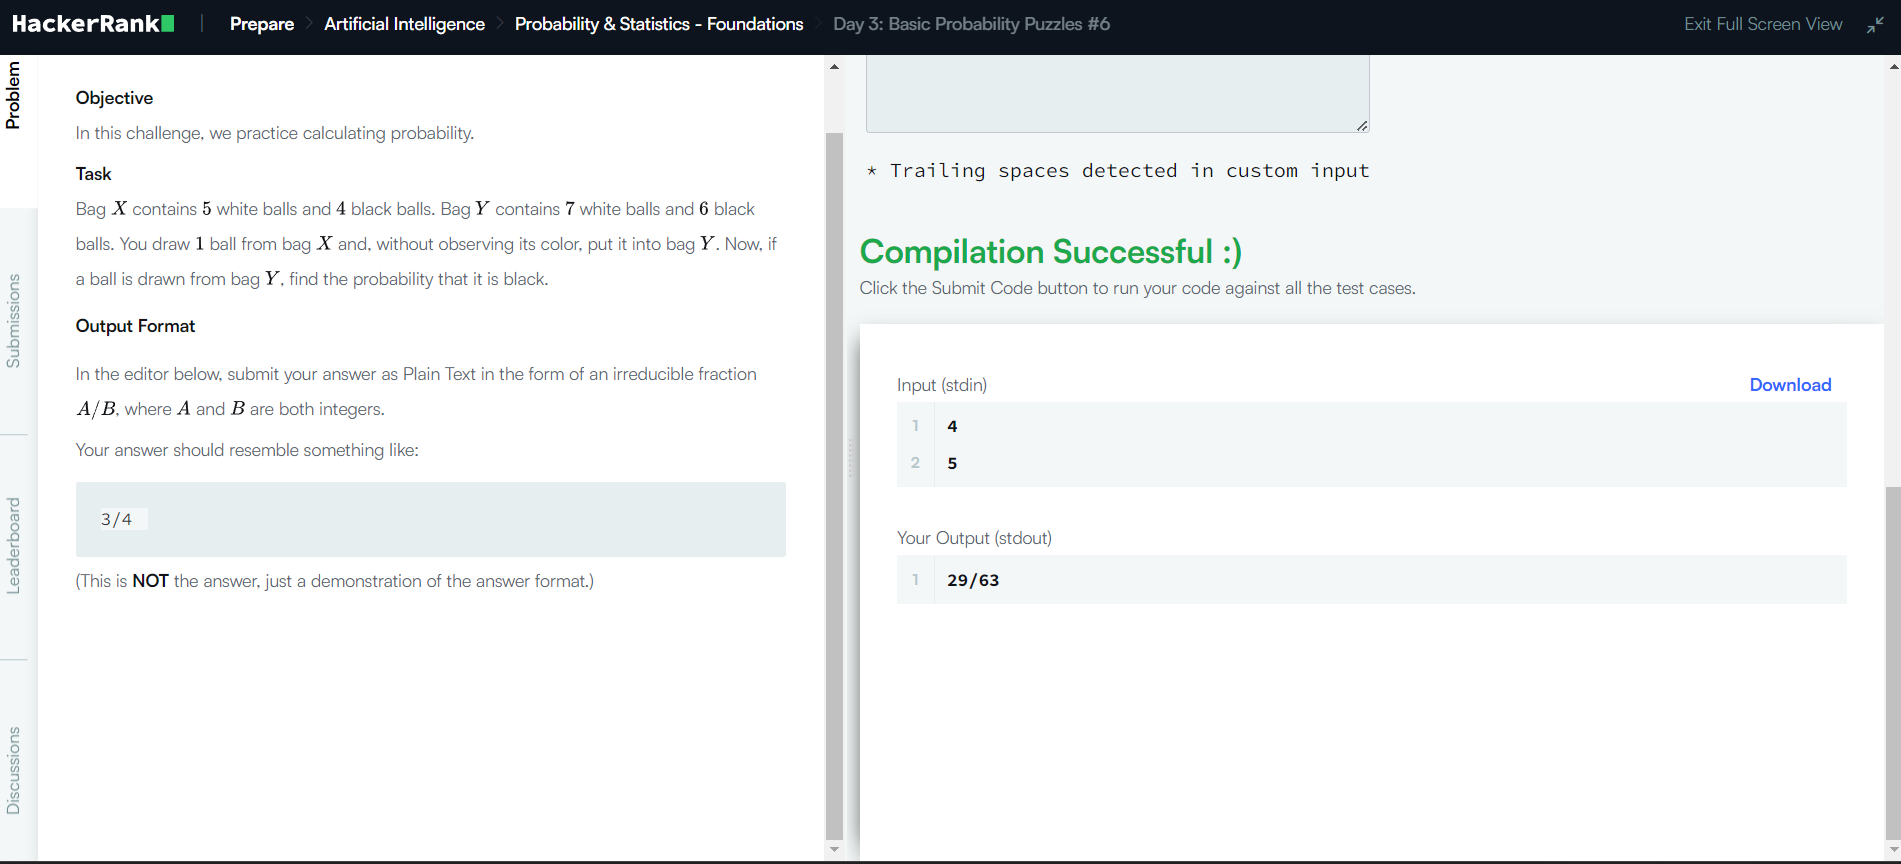 HackerRank
Prepare
Artificial Intelligence
Probability & Statistics - Foundations
Day 3: Basic Probability Puzzles #6
Exit Full Screen View
Problem
Submissions
Leaderboard
Discussions
Objective
In this challenge, we practice calculating probability.
Task
Bag X contains 5 white balls and 4 black balls. Bag Y contains 7 white balls and 6 black
balls. You draw 1 ball from bag X and, without observing its color, put it into bag Y. Now, if
a ball is drawn from bag Y, find the probability that it is black.
Output Format
In the editor below, submit your answer as Plain Text in the form of an irreducible fraction
A/B, where A and B are both integers.
Your answer should resemble something like:
3/4
(This is NOT the answer, just a demonstration of the answer format.)
* Trailing spaces detected in custom input
Compilation Successful :)
Click the Submit Code button to run your code against all the test cases.
Input (stdin)
Download
1 4
2 5
Your Output (stdout)
1 29/63